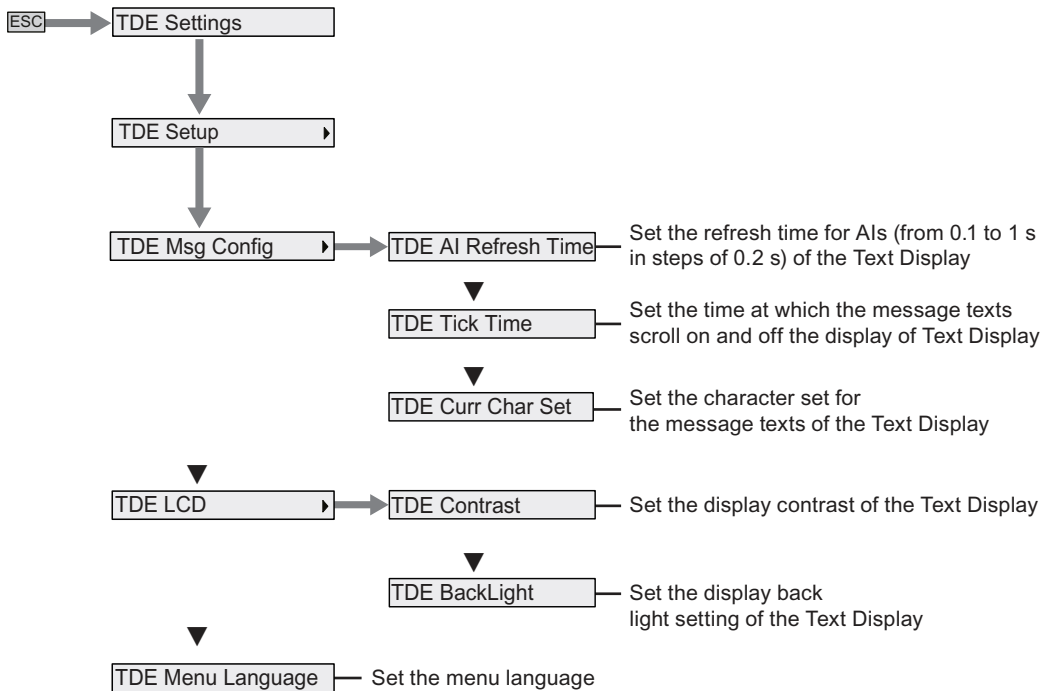 ESC
TDE Settings
TDE Setup
TDE Msg Config
TDE AI Refresh Time
Set the refresh time for AIs (from 0.1 to 1 s
in steps of 0.2 s) of the Text Display
TDE Tick Time
Set the time at which the message texts
scroll on and off the display of Text Display
TDE Curr Char Set
Set the character set for
the message texts of the Text Display
TDE LCD
TDE Contrast
Set the display contrast of the Text Display
TDE BackLight
Set the display back
light setting of the Text Display
TDE Menu Language
Set the menu language